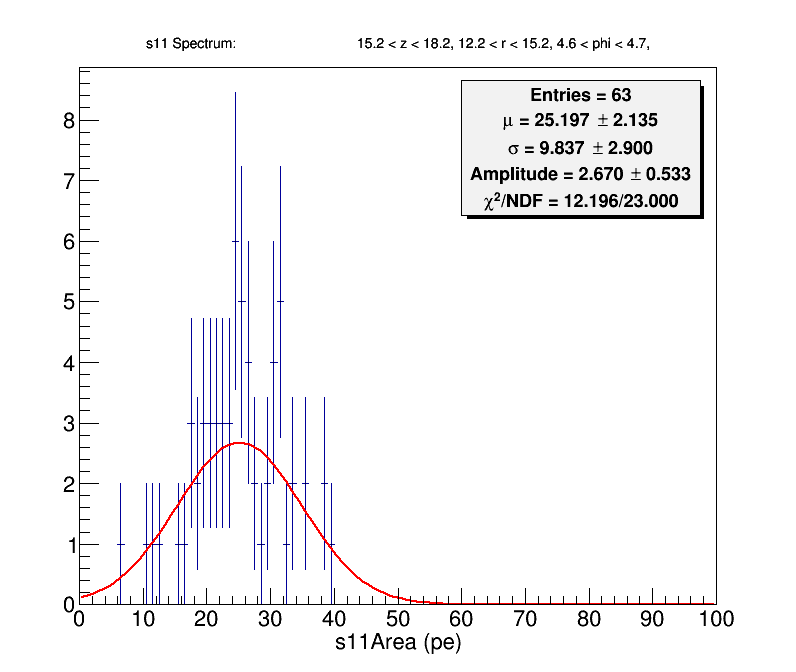 s11 Spectrum: 15.2 < z < 18.2, 12.2 < r < 15.2, 4.6 < phi < 4.7,
Entries = 63
μ = 25.197 ± 2.135
σ = 9.837 ± 2.900
Amplitude = 2.670 ± 0.533
χ²/NDF = 12.196/23.000
8
7
6
5
4
3
2
1
0
0 10 20 30 40 50 60 70 80 90 100
s11Area (pe)